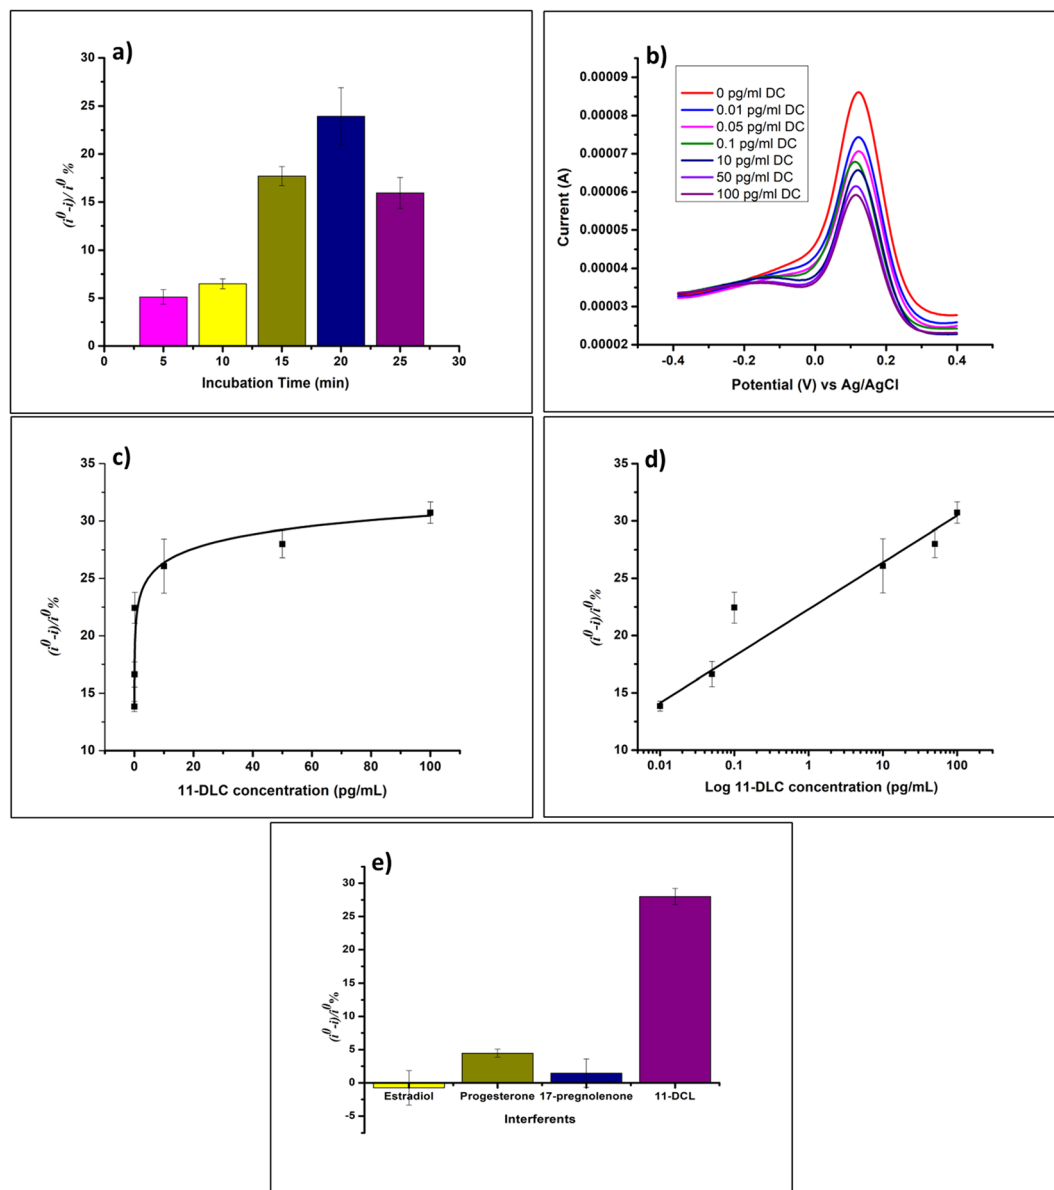 a)
30
25
20
15
10
5
0
(i⁰-i)/ i⁰ %
0 5 10 15 20 25 30
Incubation Time (min)
b)
0 pg/ml DC
0.01 pg/ml DC
0.05 pg/ml DC
0.1 pg/ml DC
10 pg/ml DC
50 pg/ml DC
100 pg/ml DC
0.00009
0.00008
0.00007
0.00006
0.00005
0.00004
0.00003
0.00002
Current (A)
-0.4 -0.2 0.0 0.2 0.4
Potential (V) vs Ag/AgCl
c)
35
30
25
20
15
10
(i⁰-i)/i⁰%
0 20 40 60 80 100
11-DLC concentration (pg/mL)
d)
35
30
25
20
15
10
(i⁰-i)/i⁰%
0.01 0.1 1 10 100
Log 11-DLC concentration (pg/mL)
e)
30
25
20
15
10
5
0
-5
(i⁰-i)/i⁰%
Estradiol Progesterone 17-pregnolenone 11-DCL
Interferents